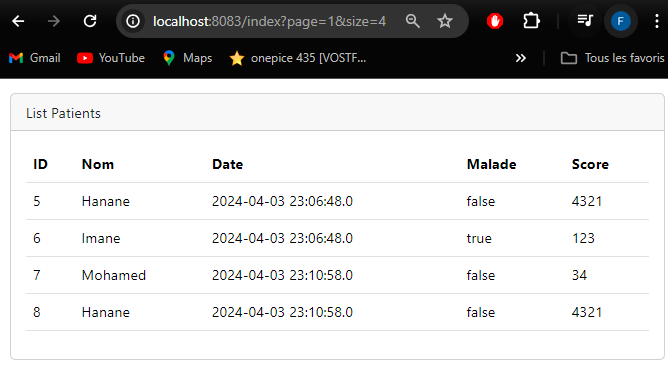 localhost:8083/index?page=1&size=4
F
Gmail YouTube Maps onepice 435 [VOSTF... » Tous les favoris
List Patients
ID Nom Date Malade Score
5 Hanane 2024-04-03 23:06:48.0 false 4321
6 Imane 2024-04-03 23:06:48.0 true 123
7 Mohamed 2024-04-03 23:10:58.0 false 34
8 Hanane 2024-04-03 23:10:58.0 false 4321